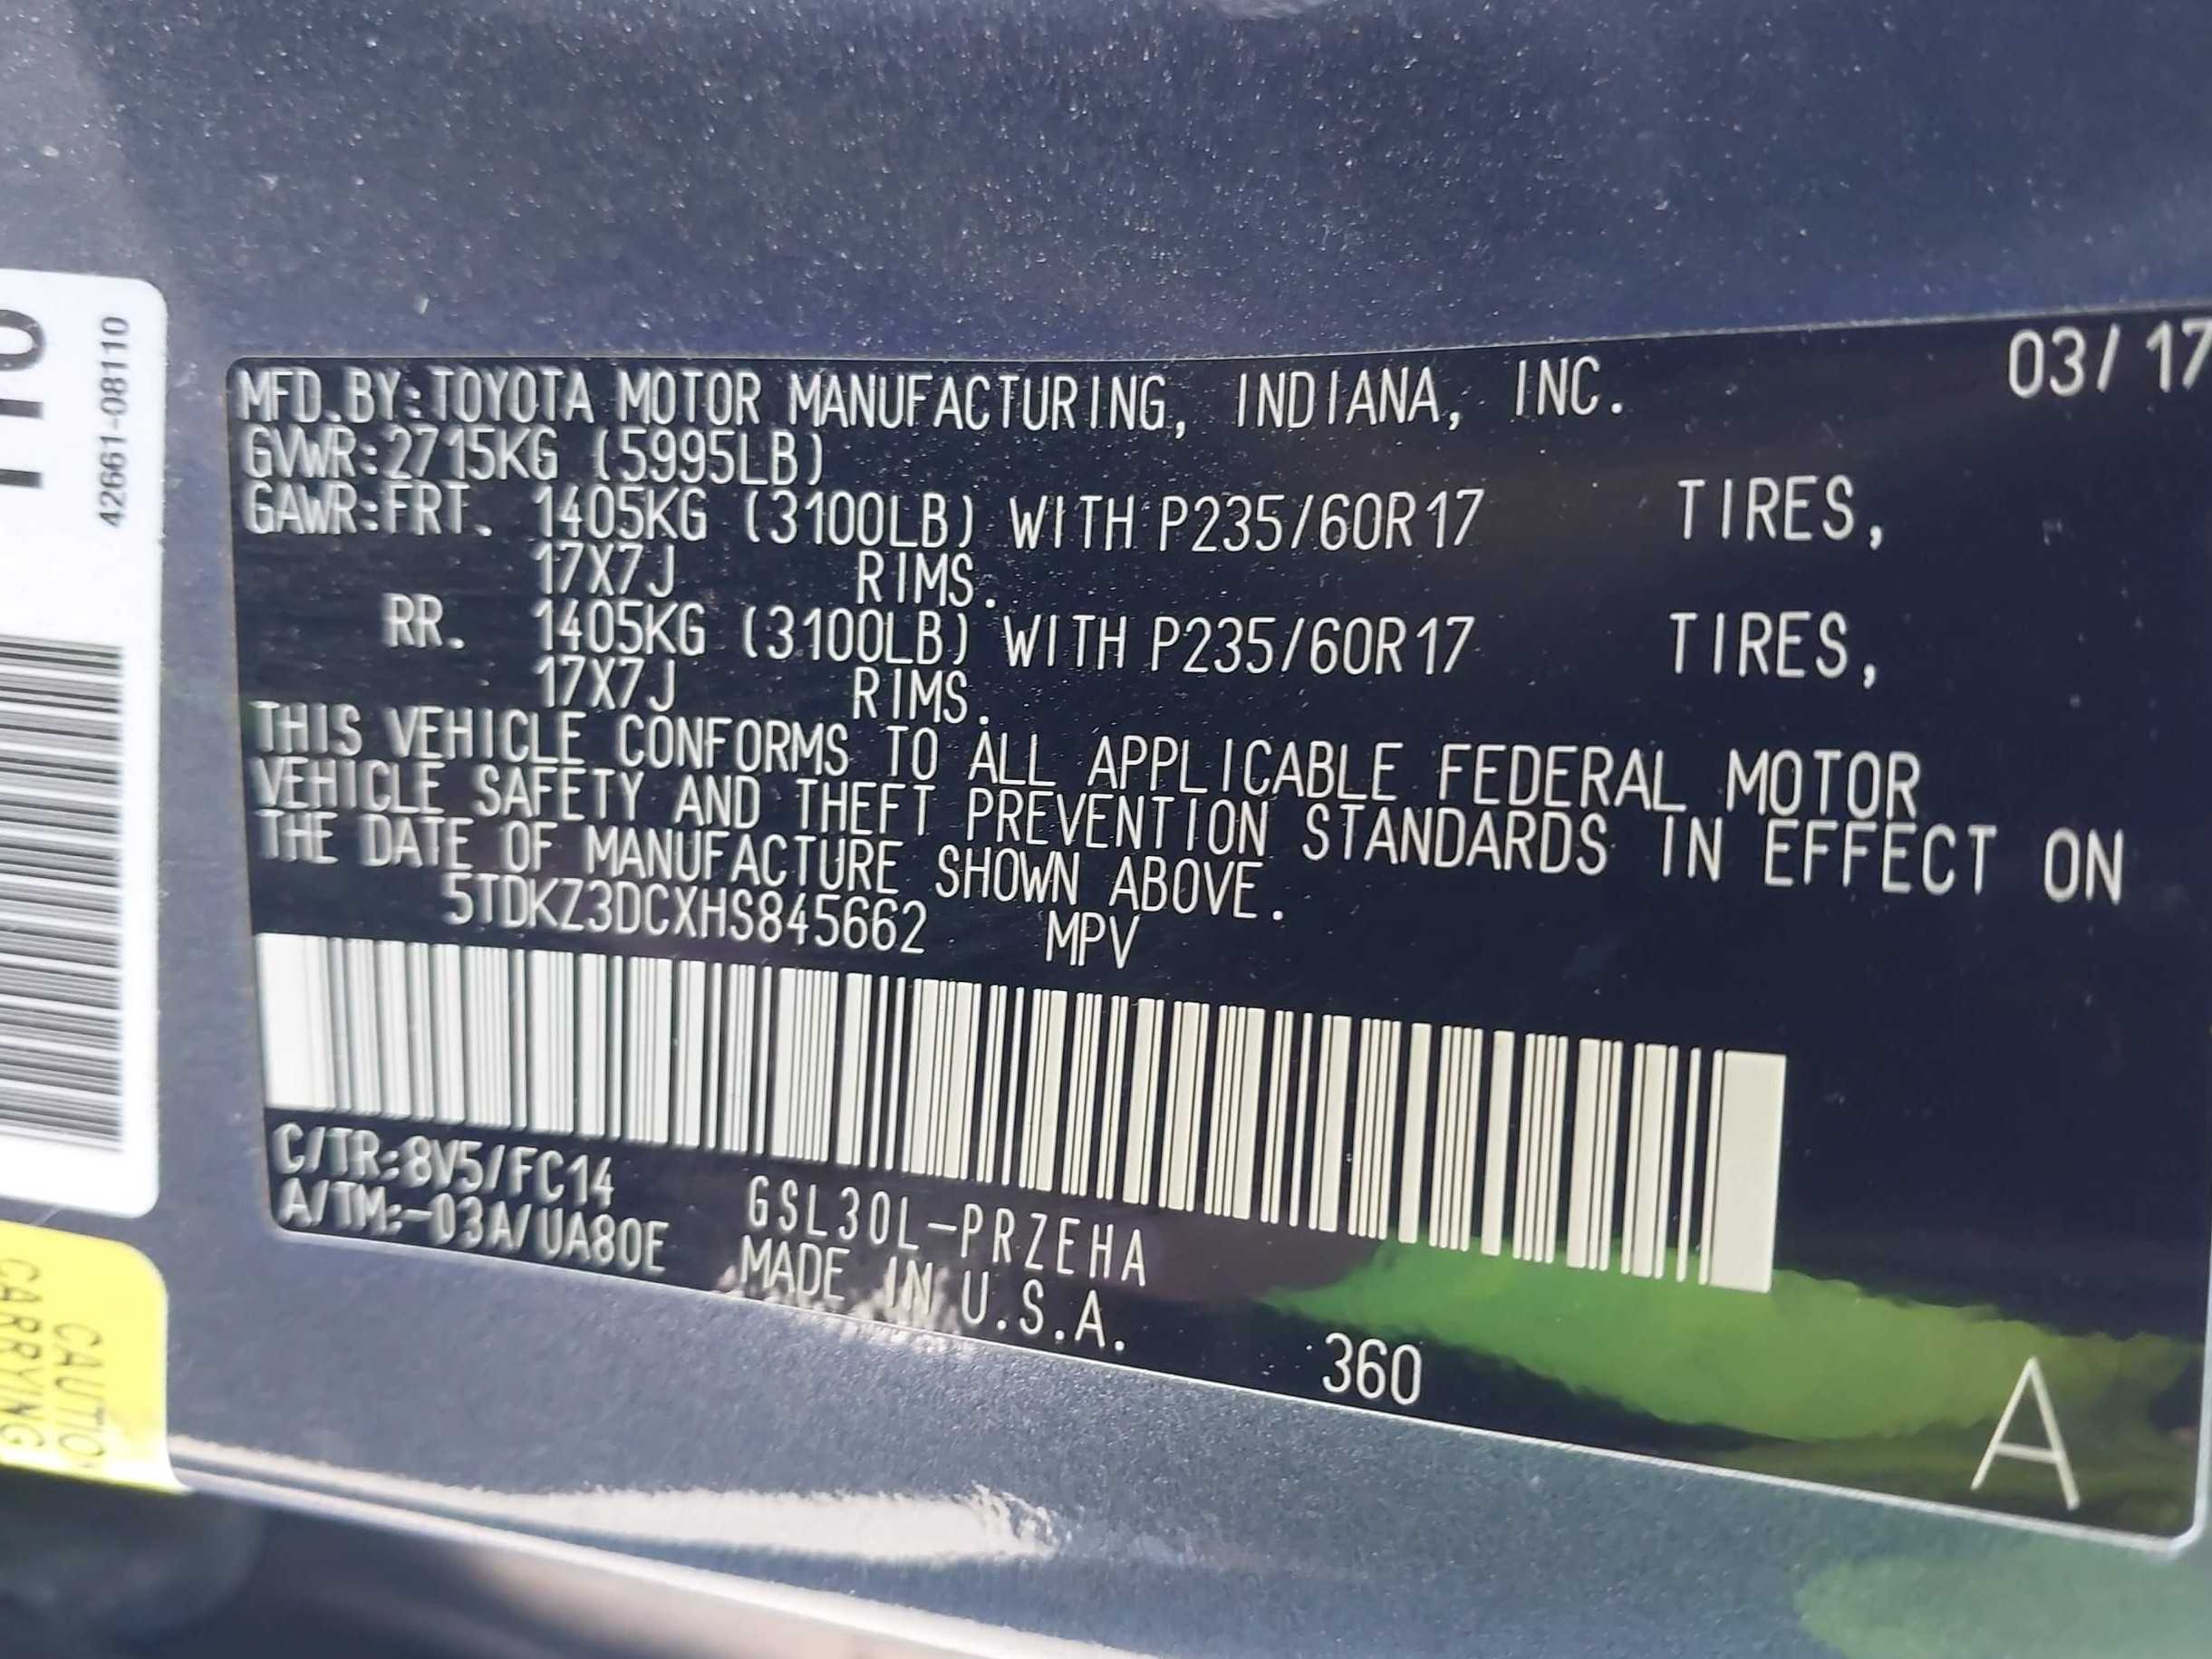 42661-08110
MFD.BY:TOYOTA MOTOR MANUFACTURING, INDIANA, INC. 03/17
GVWR:2715KG (5995LB)
GAWR:FRT. 1405KG (3100LB) WITH P235/60R17 TIRES,
17X7J RIMS.
RR. 1405KG (3100LB) WITH P235/60R17 TIRES,
17X7J RIMS.
THIS VEHICLE CONFORMS TO ALL APPLICABLE FEDERAL MOTOR
VEHICLE SAFETY AND THEFT PREVENTION STANDARDS IN EFFECT ON
THE DATE OF MANUFACTURE SHOWN ABOVE.
5TDKZ3DCXHS845662 MPV
C/TR:8V5/FC14 GSL30L-PRZEHA
A/TM:-03A/UA80E MADE IN U.S.A.
360
A
CAUTIO
CARRYING